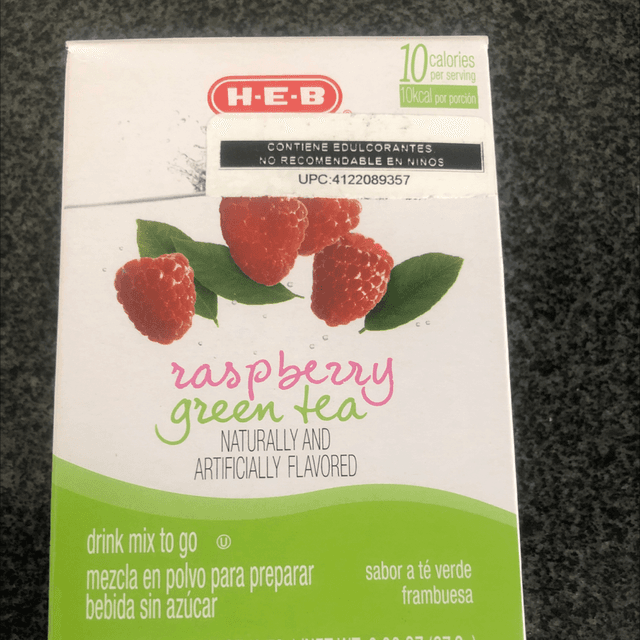 H-E-B
10 calories
per serving
10kcal por porción
CONTIENE EDULCORANTES
NO RECOMENDABLE EN NINOS
UPC:4122089357
raspberry
green tea
NATURALLY AND
ARTIFICIALLY FLAVORED
drink mix to go U
mezcla en polvo para preparar
bebida sin azúcar
sabor a té verde
frambuesa